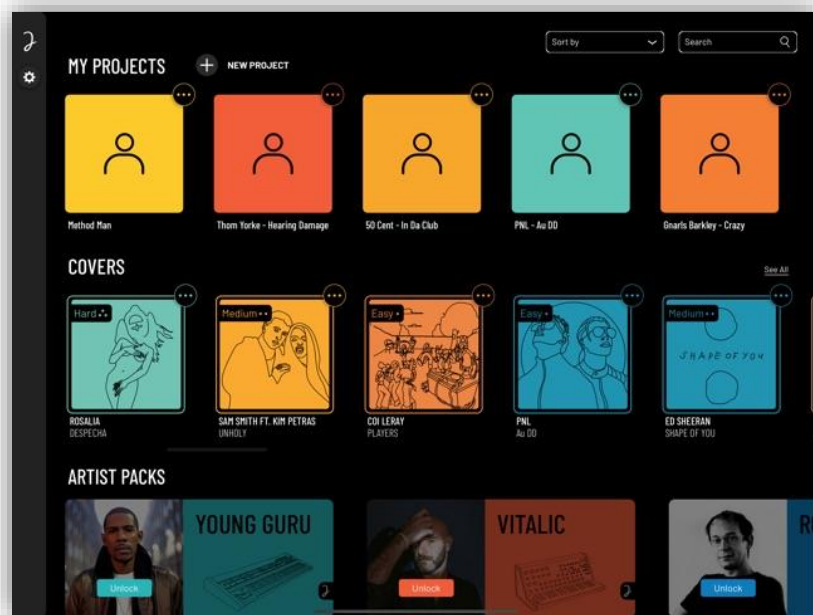 Sort by
Search
MY PROJECTS
NEW PROJECT
Method Man
Thom Yorke - Hearing Damage
50 Cent - In Da Club
PNL - Au DD
Gnarls Barkley - Crazy
COVERS
See All
Hard
Medium
Easy
Easy
Medium
SHAPE OF YOU
ROSALIA
DESPECHA
SAM SMITH FT. KIM PETRAS
UNHOLY
COI LERAY
PLAYERS
PNL
Au DD
ED SHEERAN
SHAPE OF YOU
ARTIST PACKS
YOUNG GURU
VITALIC
R
Unlock
Unlock
Unlock